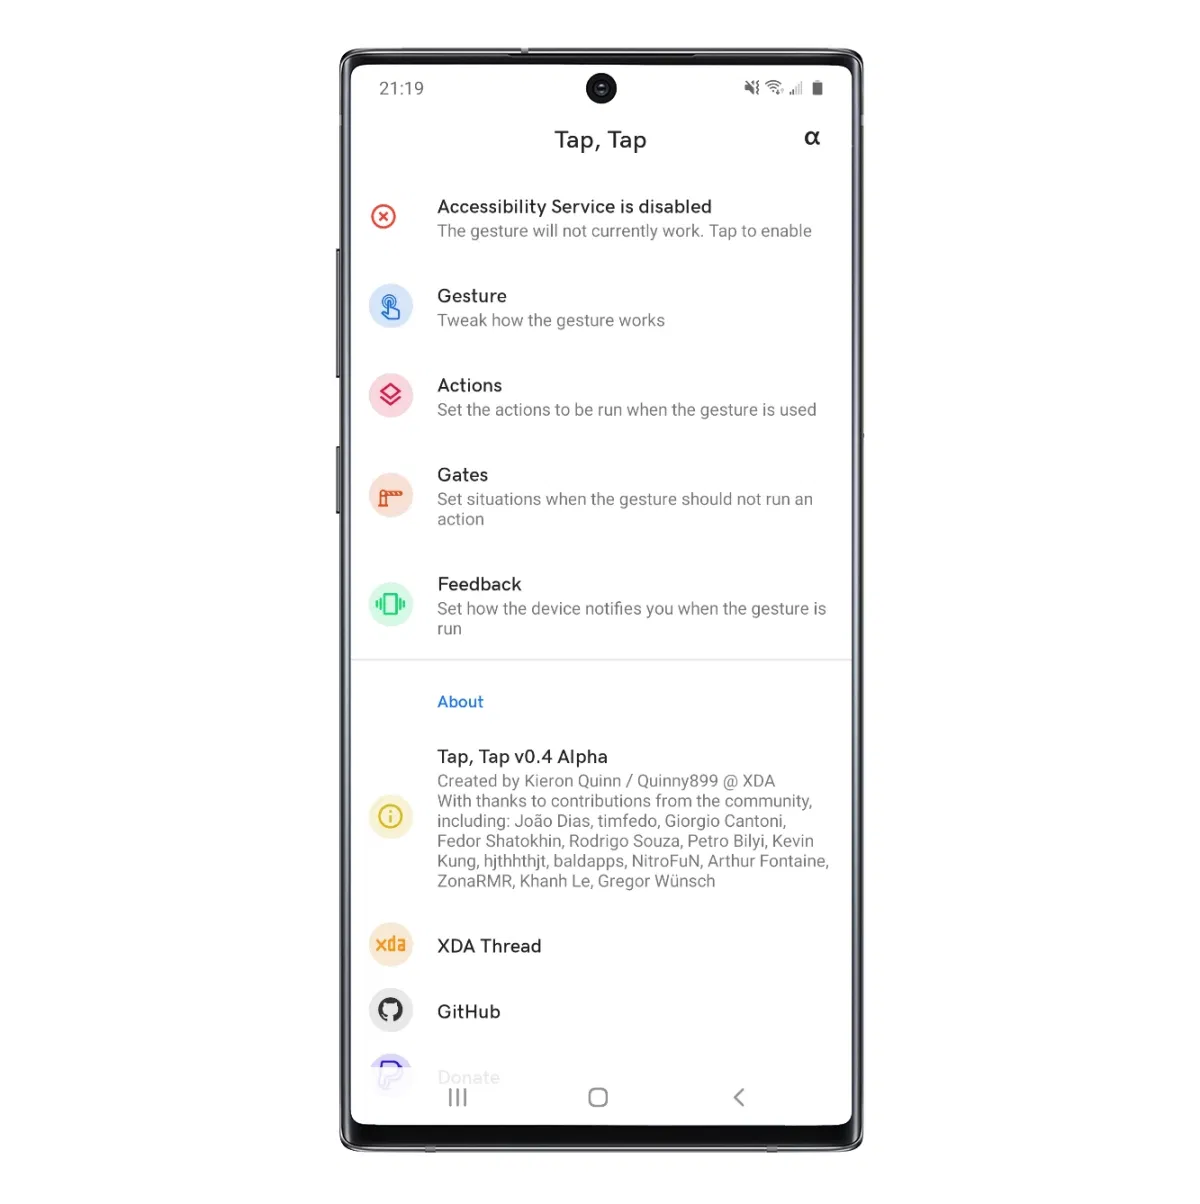 21:19
Tap, Tap
α
Accessibility Service is disabled
The gesture will not currently work. Tap to enable
Gesture
Tweak how the gesture works
Actions
Set the actions to be run when the gesture is used
Gates
Set situations when the gesture should not run an
action
Feedback
Set how the device notifies you when the gesture is
run
About
Tap, Tap v0.4 Alpha
Created by Kieron Quinn / Quinny899 @ XDA
With thanks to contributions from the community,
including: João Dias, timfedo, Giorgio Cantoni,
Fedor Shatokhin, Rodrigo Souza, Petro Bilyi, Kevin
Kung, hjthhthjt, baldapps, NitroFuN, Arthur Fontaine,
ZonaRMR, Khanh Le, Gregor Wünsch
xda XDA Thread
GitHub
Donate